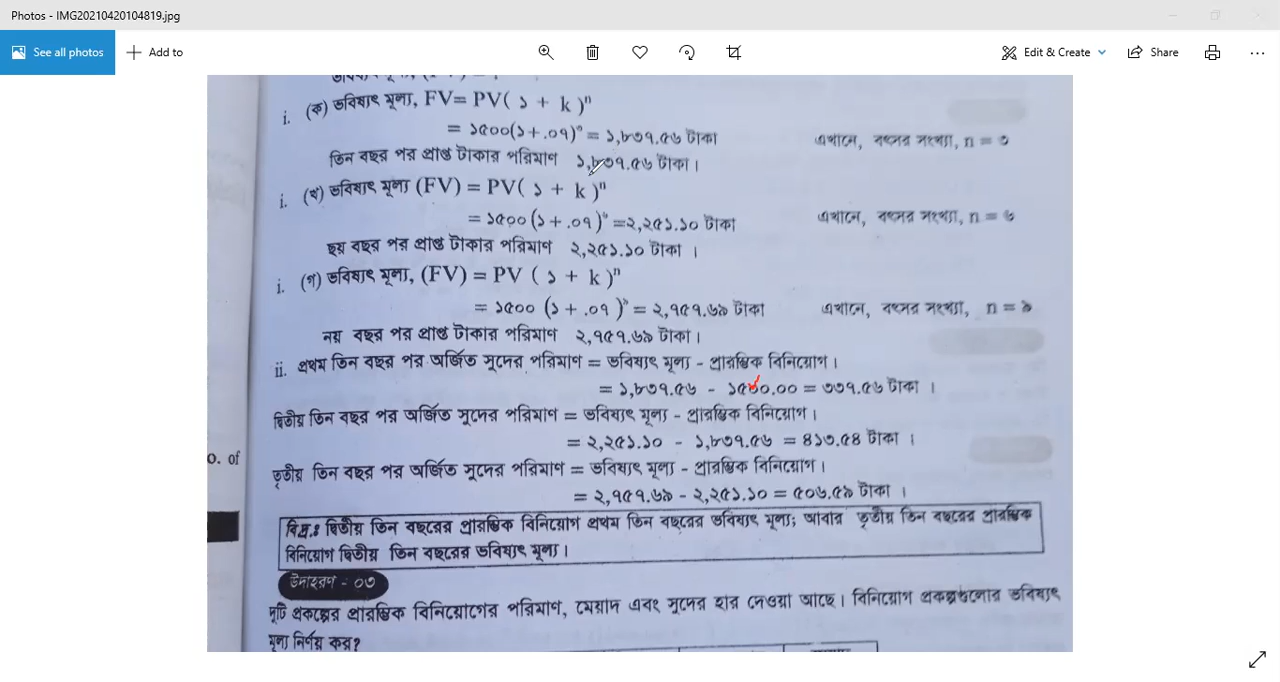 Photos - IMG20210420104819.jpg
See all photos
Add to
Edit & Create
Share
i. (ক) ভবিষ্যৎ মূল্য, FV= PV( ১ + k )ⁿ
= ১৫০০(১+.০৭)^৩ = ১,৮৩৭.৫৬ টাকা এখানে, বৎসর সংখ্যা, n = ৩
তিন বছর পর প্রাপ্ত টাকার পরিমাণ ১,৮৩৭.৫৬ টাকা।
i. (খ) ভবিষ্যৎ মূল্য (FV) = PV( ১ + k )ⁿ
= ১৫০০ (১+.০৭)^৬ =২,২৫১.১০ টাকা এখানে, বৎসর সংখ্যা, n = ৬
ছয় বছর পর প্রাপ্ত টাকার পরিমাণ ২,২৫১.১০ টাকা ।
i. (গ) ভবিষ্যৎ মূল্য, (FV) = PV ( ১ + k )ⁿ
= ১৫০০ (১+.০৭)^৯ = ২,৭৫৭.৬৯ টাকা এখানে, বৎসর সংখ্যা, n = ৯
নয় বছর পর প্রাপ্ত টাকার পরিমাণ ২,৭৫৭.৬৯ টাকা।
ii. প্রথম তিন বছর পর অর্জিত সুদের পরিমাণ = ভবিষ্যৎ মূল্য - প্রারম্ভিক বিনিয়োগ।
= ১,৮৩৭.৫৬ - ১৫০০.০০ = ৩৩৭.৫৬ টাকা ।
দ্বিতীয় তিন বছর পর অর্জিত সুদের পরিমাণ = ভবিষ্যৎ মূল্য - প্রারম্ভিক বিনিয়োগ।
= ২,২৫১.১০ - ১,৮৩৭.৫৬ = ৪১৩.৫৪ টাকা ।
o. of
তৃতীয় তিন বছর পর অর্জিত সুদের পরিমাণ = ভবিষ্যৎ মূল্য - প্রারম্ভিক বিনিয়োগ।
= ২,৭৫৭.৬৯ - ২,২৫১.১০ = ৫০৬.৫৯ টাকা ।
বি.দ্র.ঃ দ্বিতীয় তিন বছরের প্রারম্ভিক বিনিয়োগ প্রথম তিন বছরের ভবিষ্যৎ মূল্য; আবার তৃতীয় তিন বছরের প্রারম্ভিক
বিনিয়োগ দ্বিতীয় তিন বছরের ভবিষ্যৎ মূল্য।
উদাহরণ - ০৩
দুটি প্রকল্পের প্রারম্ভিক বিনিয়োগের পরিমাণ, মেয়াদ এবং সুদের হার দেওয়া আছে। বিনিয়োগ প্রকল্পগুলোর ভবিষ্যৎ
মূল্য নির্ণয় কর?